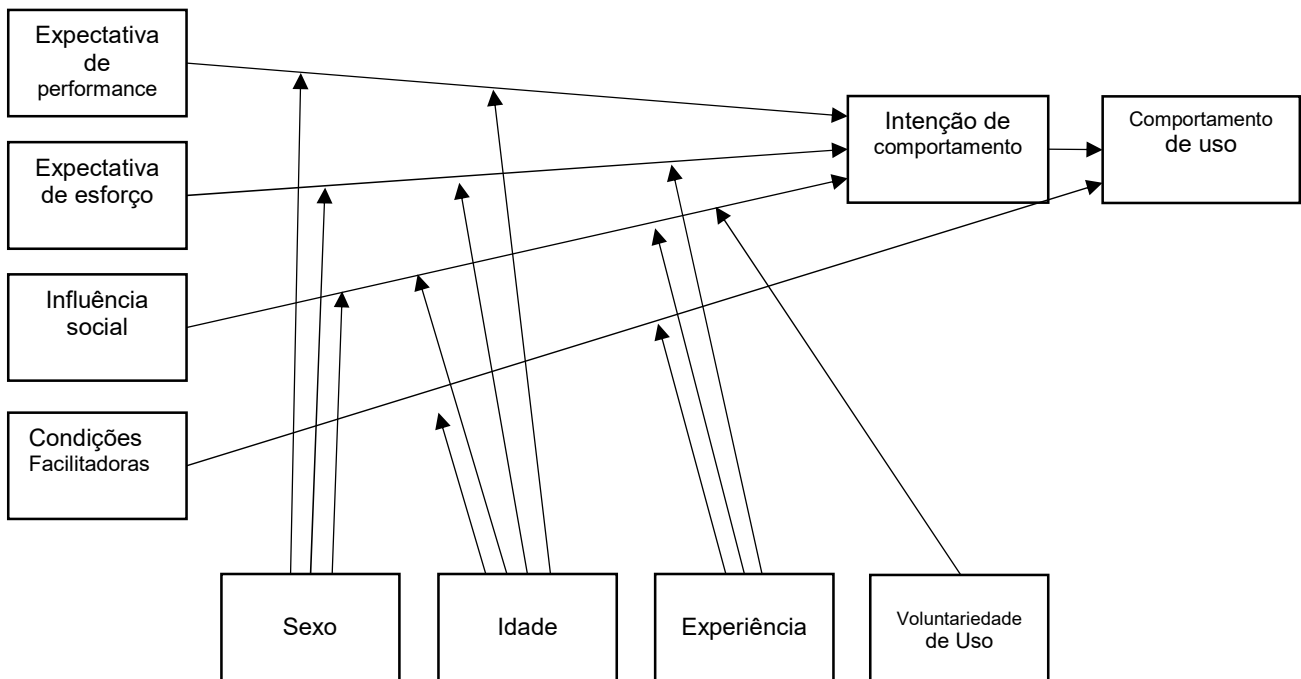 Expectativa
de
performance
Expectativa
de esforço
Influência
social
Condições
Facilitadoras
Intenção de
comportamento
Comportamento
de uso
Sexo
Idade
Experiência
Voluntariedade
de Uso